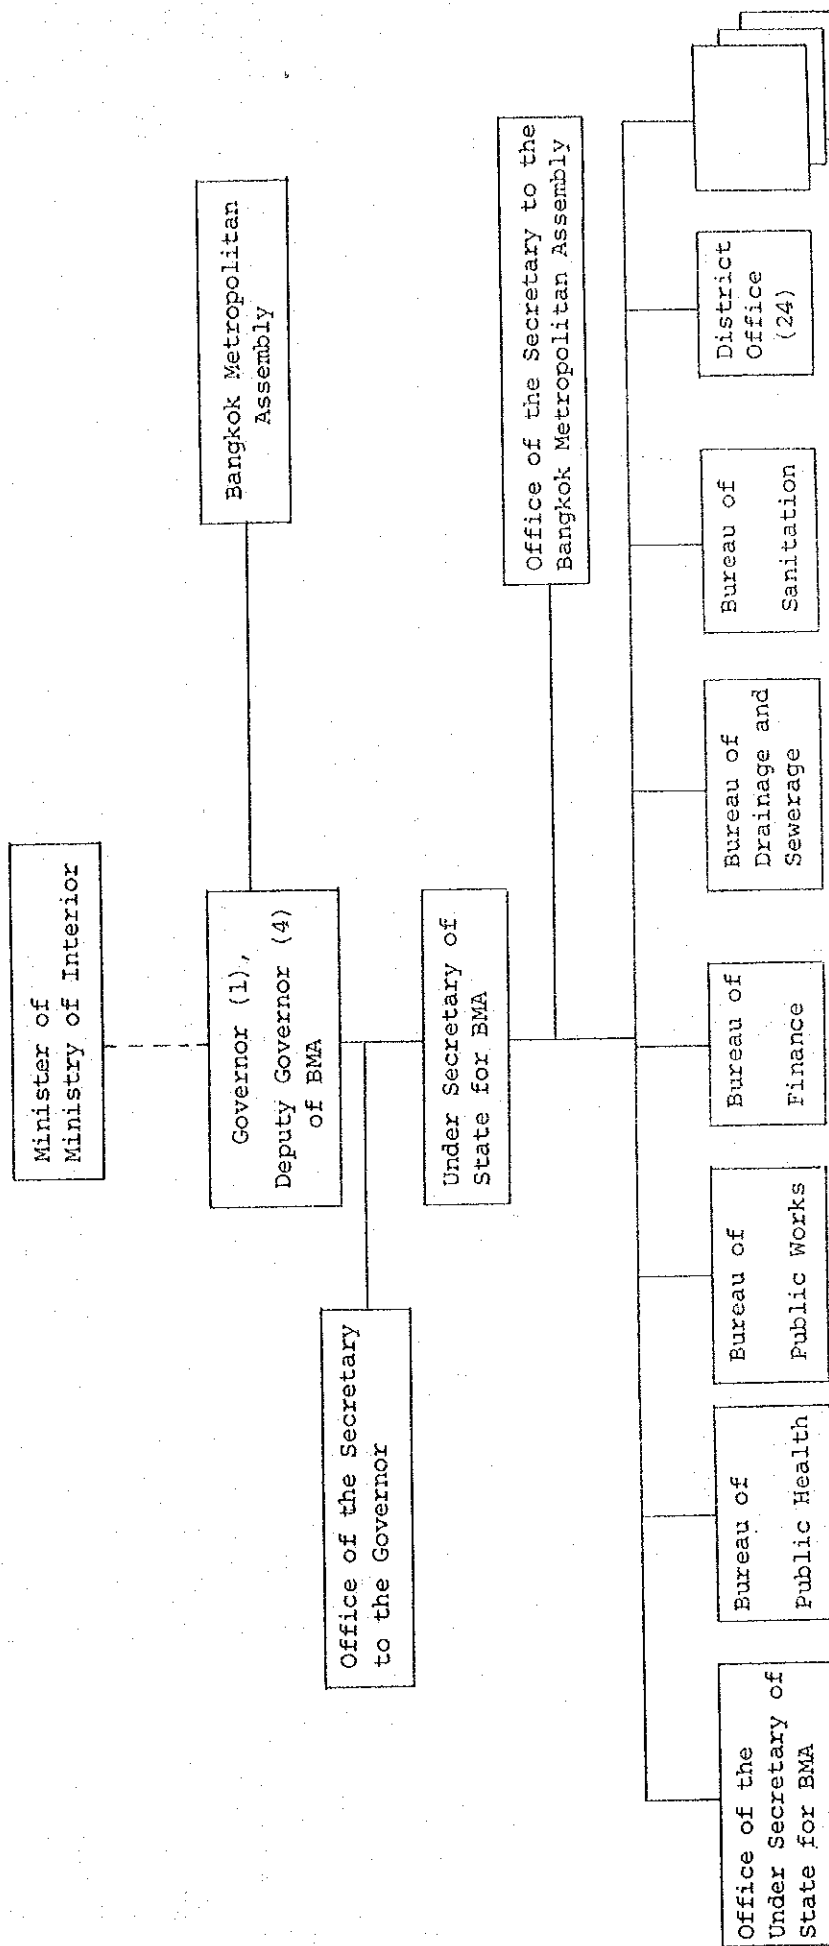 Minister of
Ministry of Interior
Governor (1),
Deputy Governor (4)
of BMA
Bangkok Metropolitan
Assembly
Office of the Secretary
to the Governor
Under Secretary of
State for BMA
Office of the Secretary to the
Bangkok Metropolitan Assembly
Office of the
Under Secretary of
State for BMA
Bureau of
Public Health
Bureau of
Public Works
Bureau of
Finance
Bureau of
Drainage and
Sewerage
Bureau of
Sanitation
District
Office
(24)